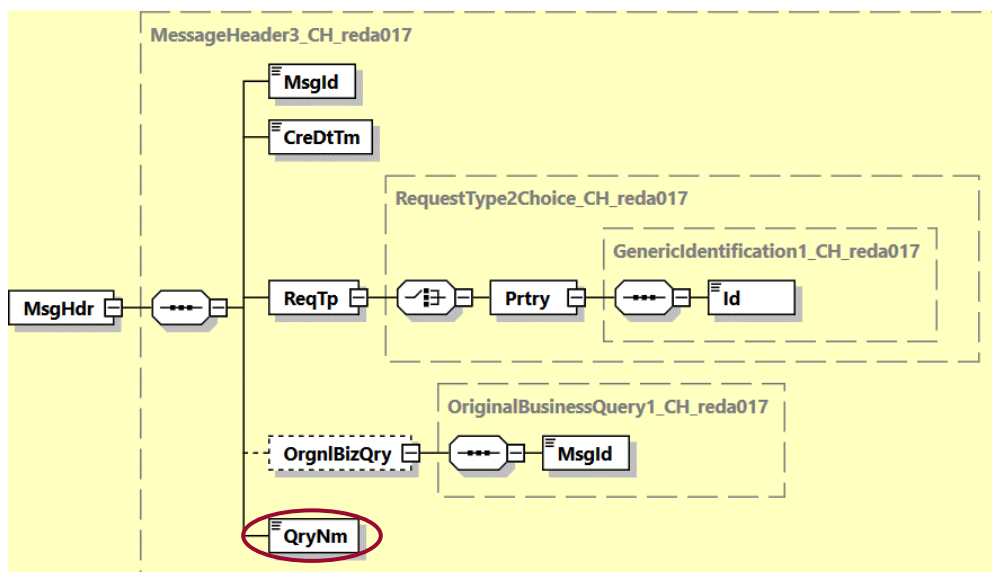 MessageHeader3_CH_reda017
MsgId
CreDtTm
RequestType2Choice_CH_reda017
GenericIdentification1_CH_reda017
MsgHdr
ReqTp
Prtry
Id
OriginalBusinessQuery1_CH_reda017
OrgnlBizQry
MsgId
QryNm